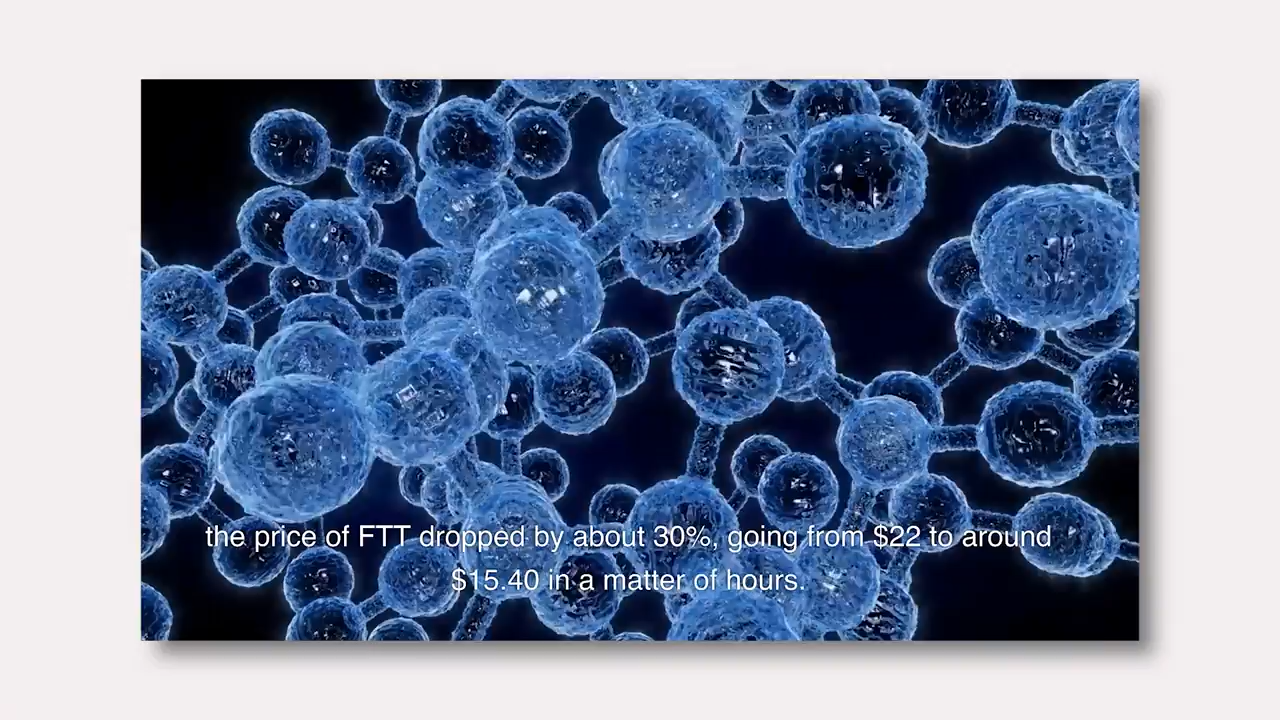 the price of FTT dropped by about 30%, going from $22 to around
$15.40 in a matter of hours.